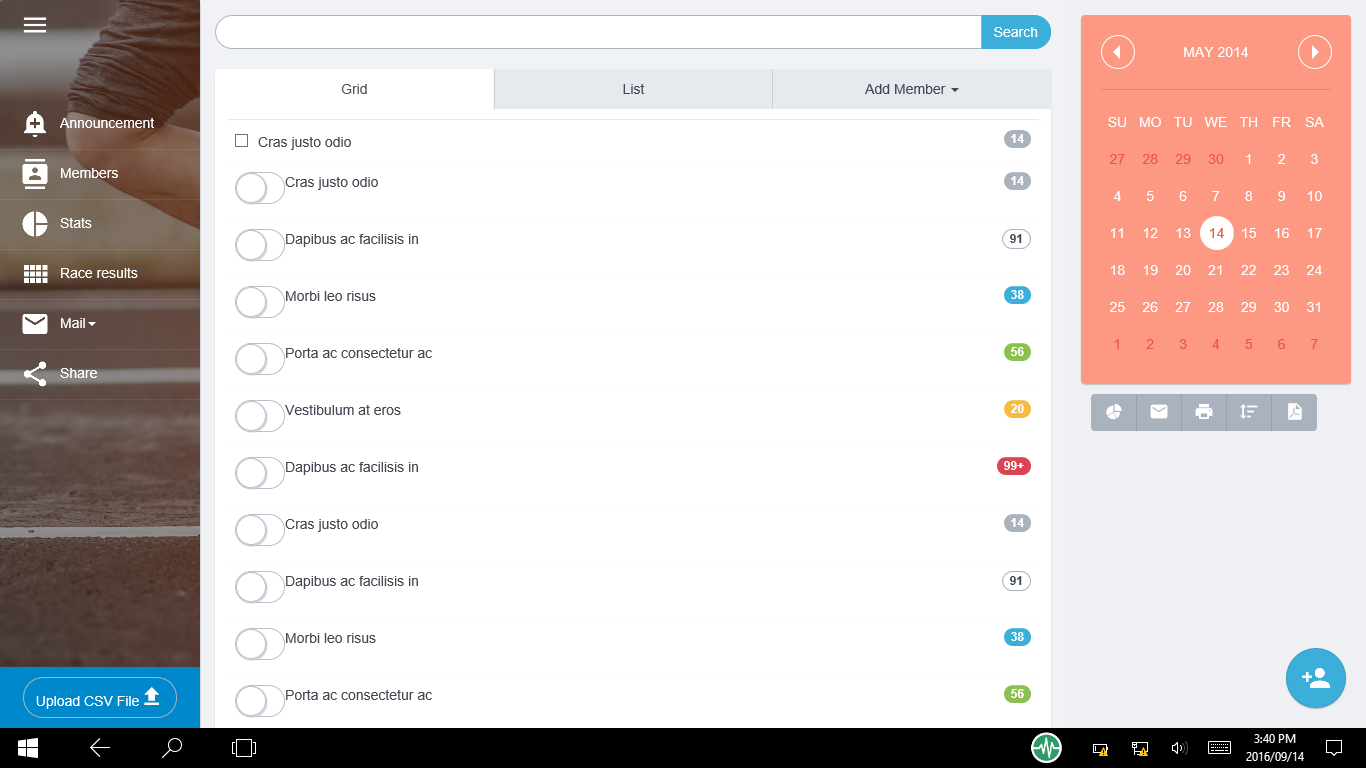 Announcement
Members
Stats
Race results
Mail
Share
Upload CSV File
Search
Grid List Add Member
Cras justo odio 14
Cras justo odio 14
Dapibus ac facilisis in 91
Morbi leo risus 38
Porta ac consectetur ac 56
Vestibulum at eros 20
Dapibus ac facilisis in 99+
Cras justo odio 14
Dapibus ac facilisis in 91
Morbi leo risus 38
Porta ac consectetur ac 56
MAY 2014
SU MO TU WE TH FR SA
27 28 29 30 1 2 3
4 5 6 7 8 9 10
11 12 13 14 15 16 17
18 19 20 21 22 23 24
25 26 27 28 29 30 31
1 2 3 4 5 6 7
3:40 PM
2016/09/14